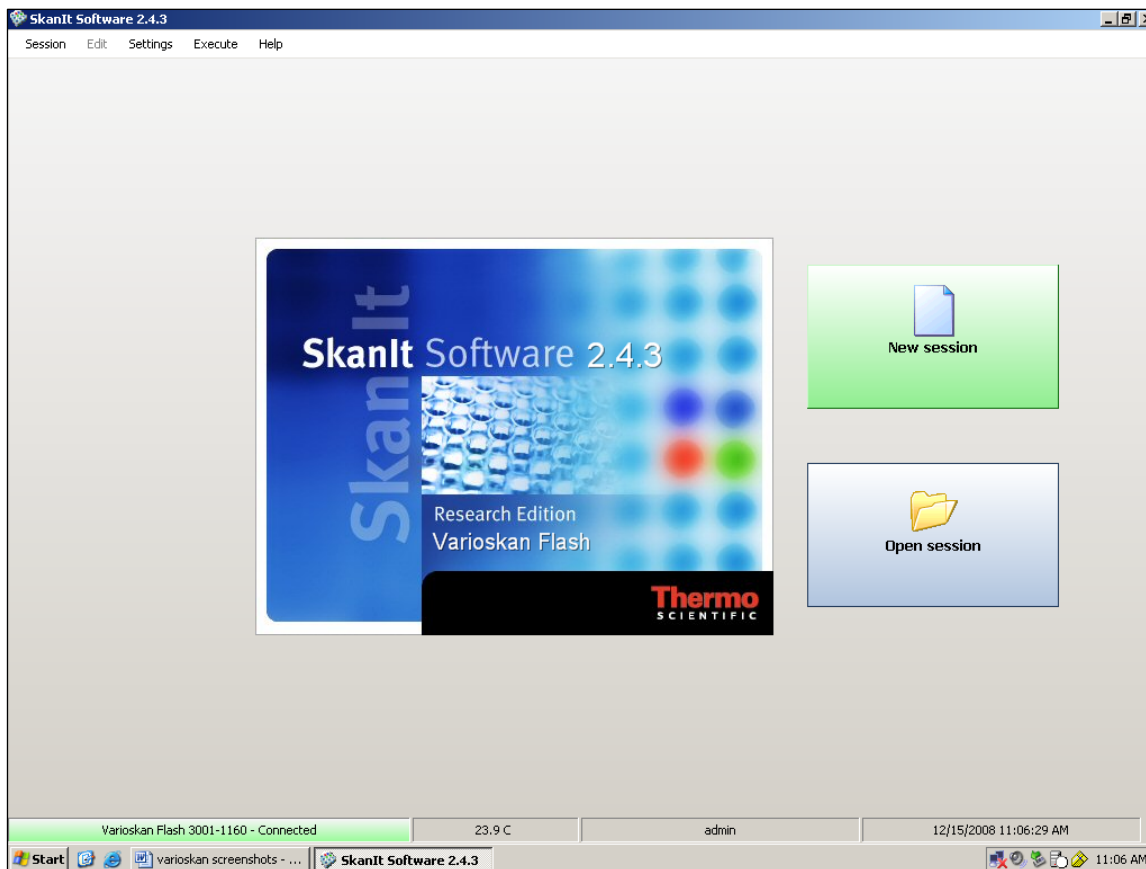 SkanIt Software 2.4.3
Session Edit Settings Execute Help
SkanIt
SkanIt Software 2.4.3
Research Edition
Varioskan Flash
Thermo
SCIENTIFIC
New session
Open session
Varioskan Flash 3001-1160 - Connected 23.9 C admin 12/15/2008 11:06:29 AM
Start varioskan screenshots - ... SkanIt Software 2.4.3 11:06 AM